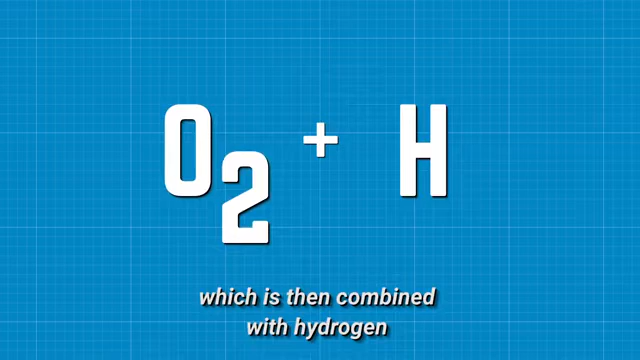 O2 + H
which is then combined
with hydrogen